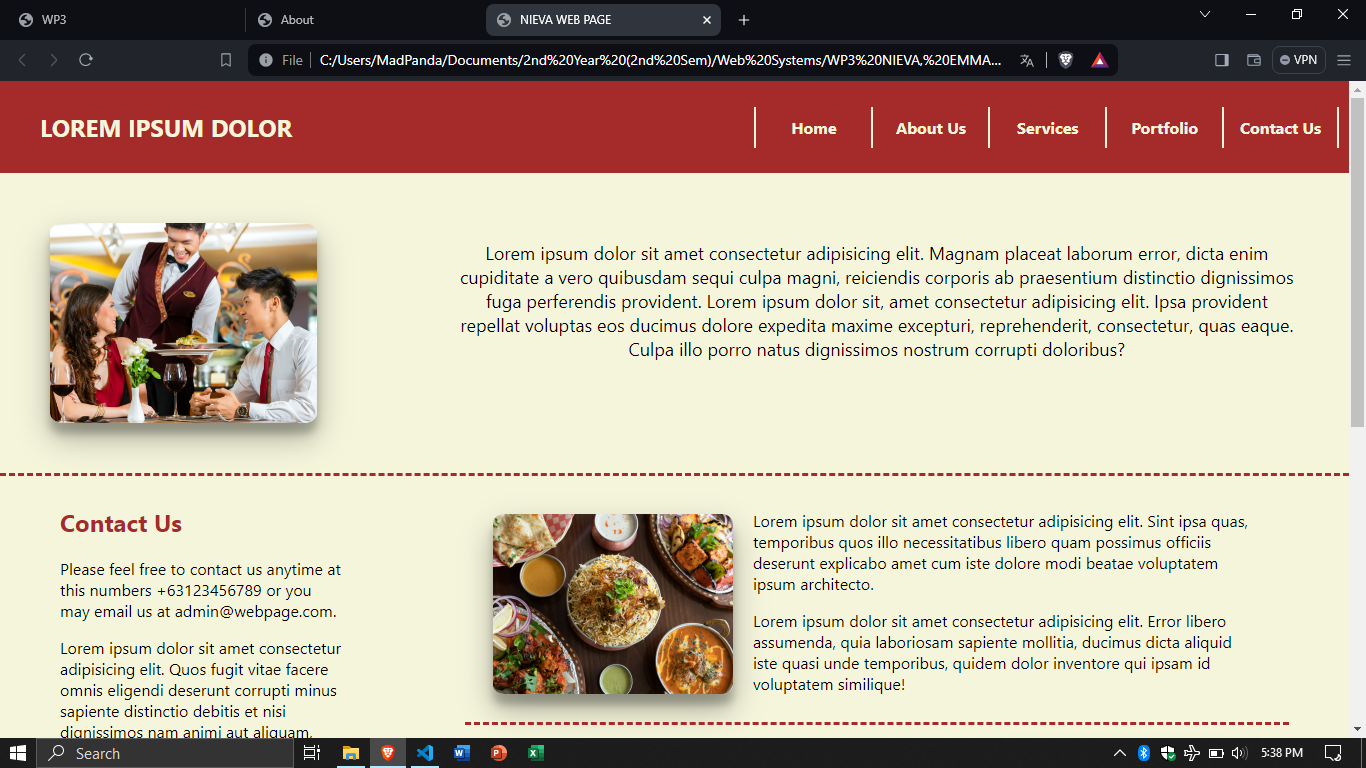 WP3
About
NIEVA WEB PAGE
File
C:/Users/MadPanda/Documents/2nd%20Year%20(2nd%20Sem)/Web%20Systems/WP3%20NIEVA,%20EMMA...
VPN
LOREM IPSUM DOLOR
Home
About Us
Services
Portfolio
Contact Us
Lorem ipsum dolor sit amet consectetur adipisicing elit. Magnam placeat laborum error, dicta enim
cupiditate a vero quibusdam sequi culpa magni, reiciendis corporis ab praesentium distinctio dignissimos
fuga perferendis provident. Lorem ipsum dolor sit, amet consectetur adipisicing elit. Ipsa provident
repellat voluptas eos ducimus dolore expedita maxime excepturi, reprehenderit, consectetur, quas eaque.
Culpa illo porro natus dignissimos nostrum corrupti doloribus?
Contact Us
Please feel free to contact us anytime at
this numbers +63123456789 or you
may email us at admin@webpage.com.
Lorem ipsum dolor sit amet consectetur
adipisicing elit. Quos fugit vitae facere
omnis eligendi deserunt corrupti minus
sapiente distinctio debitis et nisi
dignissimos nam animi aut aliquam,
Lorem ipsum dolor sit amet consectetur adipisicing elit. Sint ipsa quas,
temporibus quos illo necessitatibus libero quam possimus officiis
deserunt explicabo amet cum iste dolore modi beatae voluptatem
ipsum architecto.
Lorem ipsum dolor sit amet consectetur adipisicing elit. Error libero
assumenda, quia laboriosam sapiente mollitia, ducimus dicta aliquid
iste quasi unde temporibus, quidem dolor inventore qui ipsam id
voluptatem similique!
Search
5:38 PM